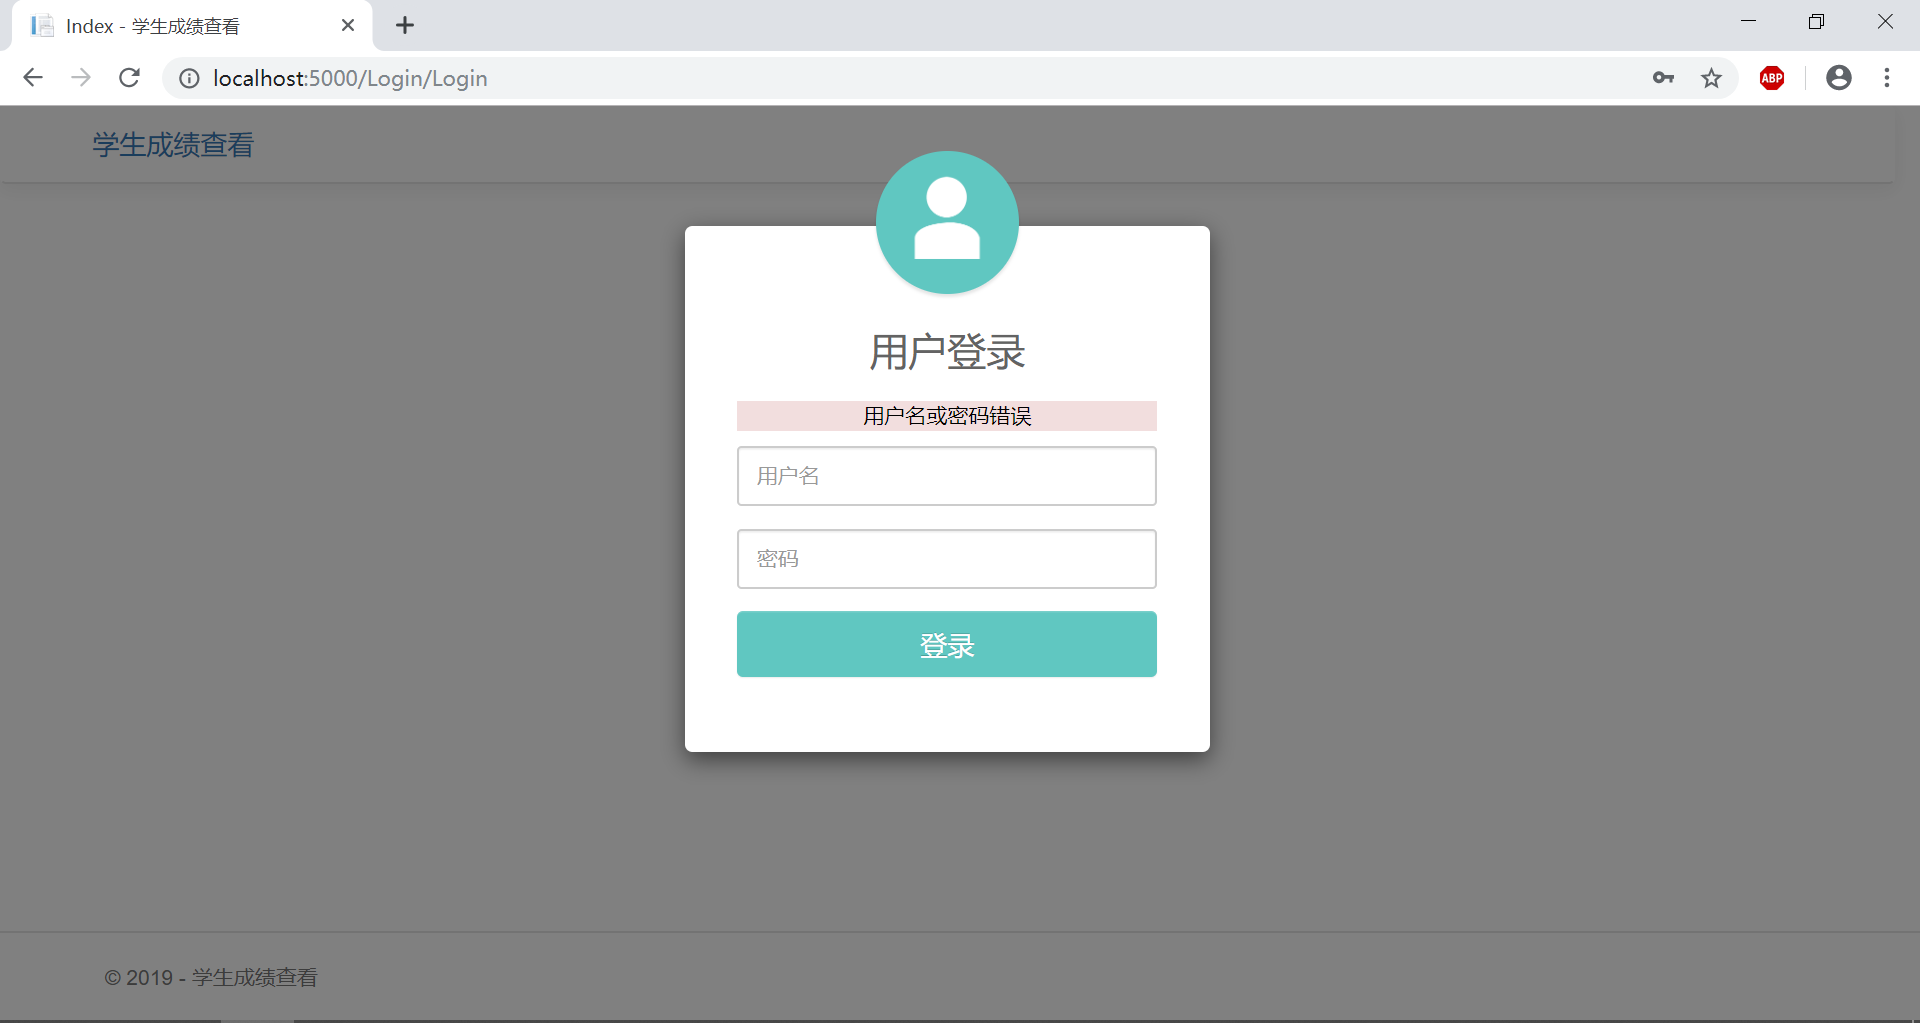 Index - 学生成绩查看
localhost:5000/Login/Login
ABP
学生成绩查看
用户登录
用户名或密码错误
用户名
密码
登录
© 2019 - 学生成绩查看